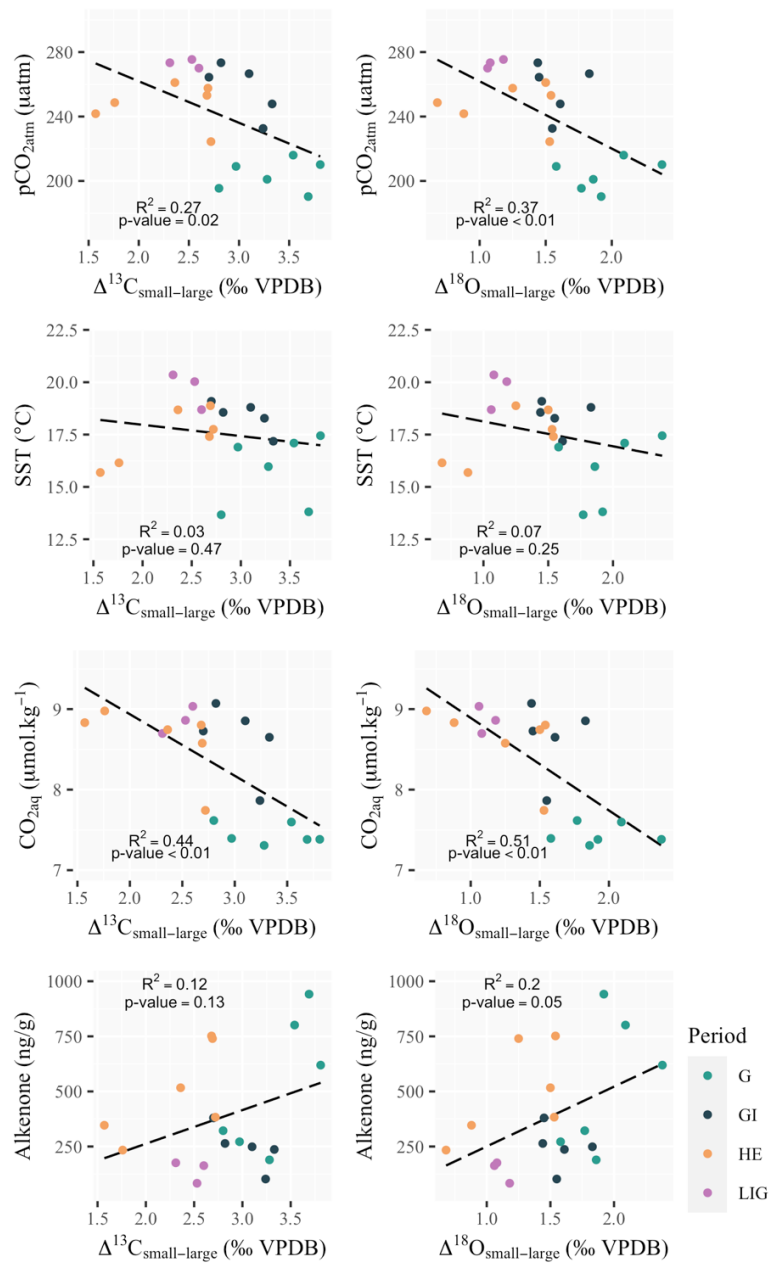 280
240
200
pCO2atm (µatm)
R2 = 0.27
p-value = 0.02
1.5 2.0 2.5 3.0 3.5
Δ13Csmall−large (‰ VPDB)
280
240
200
pCO2atm (µatm)
R2 = 0.37
p-value < 0.01
1.0 1.5 2.0
Δ18Osmall−large (‰ VPDB)
22.5
20.0
17.5
15.0
12.5
SST (°C)
R2 = 0.03
p-value = 0.47
1.5 2.0 2.5 3.0 3.5
Δ13Csmall−large (‰ VPDB)
22.5
20.0
17.5
15.0
12.5
SST (°C)
R2 = 0.07
p-value = 0.25
1.0 1.5 2.0
Δ18Osmall−large (‰ VPDB)
9
8
7
CO2aq (µmol.kg−1)
R2 = 0.44
p-value < 0.01
1.5 2.0 2.5 3.0 3.5
Δ13Csmall−large (‰ VPDB)
9
8
7
CO2aq (µmol.kg−1)
R2 = 0.51
p-value < 0.01
1.0 1.5 2.0
Δ18Osmall−large (‰ VPDB)
1000
750
500
250
Alkenone (ng/g)
R2 = 0.12
p-value = 0.13
1.5 2.0 2.5 3.0 3.5
Δ13Csmall−large (‰ VPDB)
1000
750
500
250
Alkenone (ng/g)
R2 = 0.2
p-value = 0.05
1.0 1.5 2.0
Δ18Osmall−large (‰ VPDB)
Period
G
GI
HE
LIG